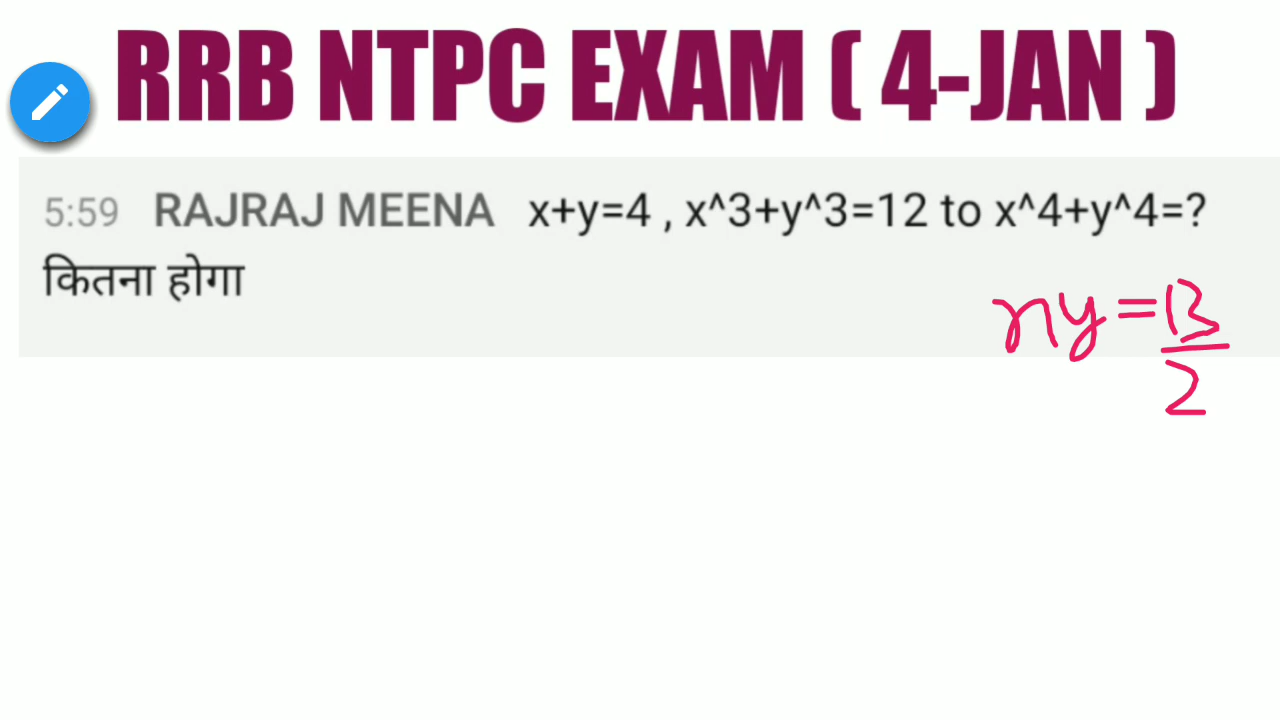 RRB NTPC EXAM ( 4-JAN )
5:59 RAJRAJ MEENA x+y=4 , x^3+y^3=12 to x^4+y^4=?
कितना होगा
xy=13/2